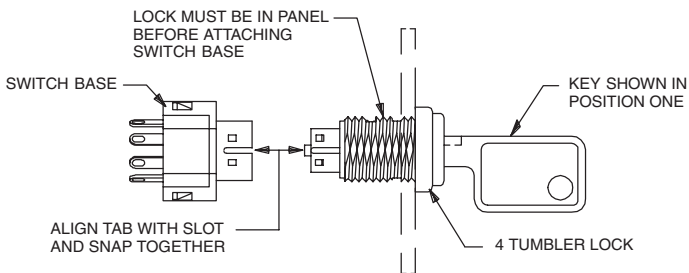 LOCK MUST BE IN PANEL
BEFORE ATTACHING
SWITCH BASE
SWITCH BASE
KEY SHOWN IN
POSITION ONE
ALIGN TAB WITH SLOT
AND SNAP TOGETHER
4 TUMBLER LOCK